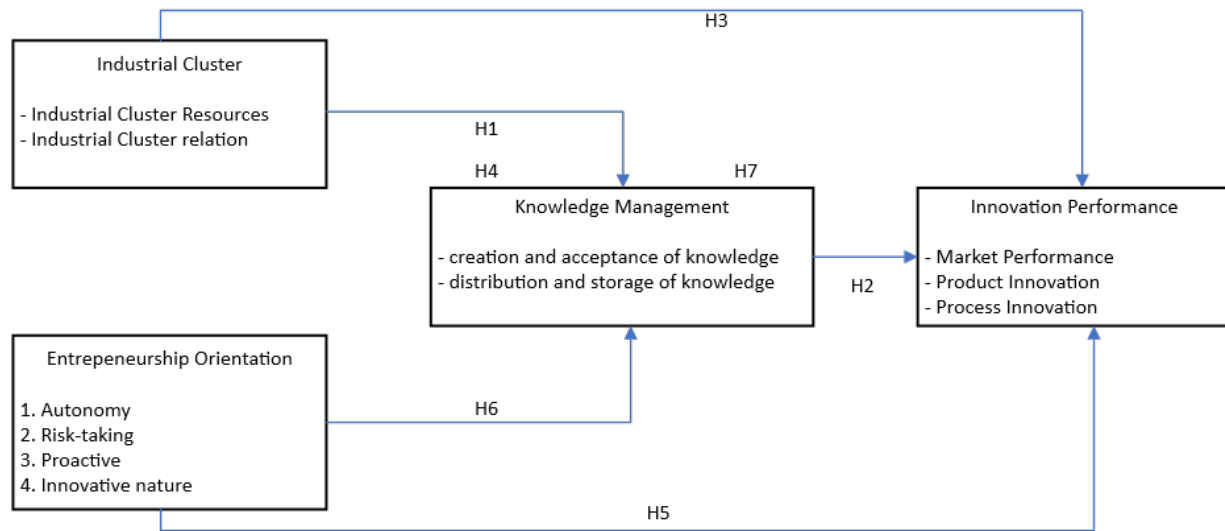 H3
Industrial Cluster
- Industrial Cluster Resources
- Industrial Cluster relation
H1
H4
H7
Knowledge Management
- creation and acceptance of knowledge
- distribution and storage of knowledge
H2
Innovation Performance
- Market Performance
- Product Innovation
- Process Innovation
Entrepeneurship Orientation
1. Autonomy
2. Risk-taking
3. Proactive
4. Innovative nature
H6
H5